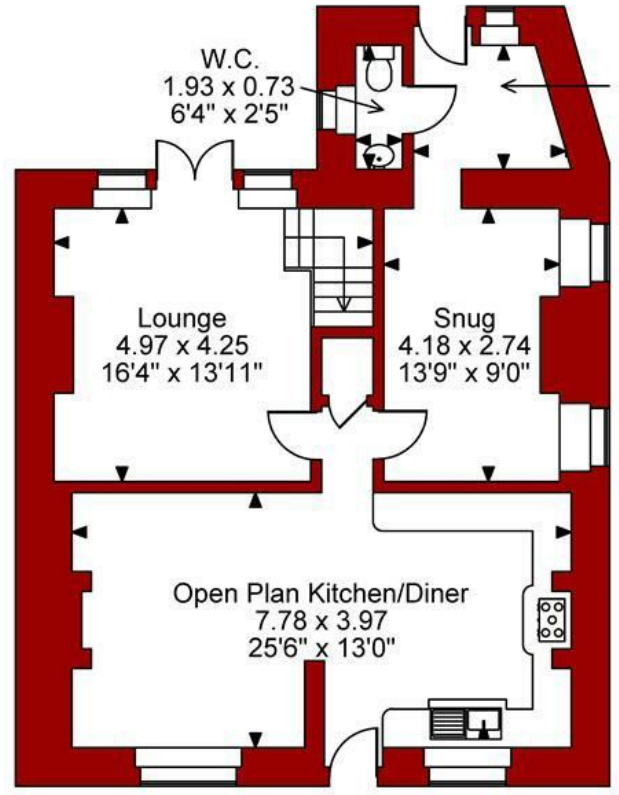 W.C.
1.93 x 0.73
6'4" x 2'5"
Lounge
4.97 x 4.25
16'4" x 13'11"
Snug
4.18 x 2.74
13'9" x 9'0"
Open Plan Kitchen/Diner
7.78 x 3.97
25'6" x 13'0"